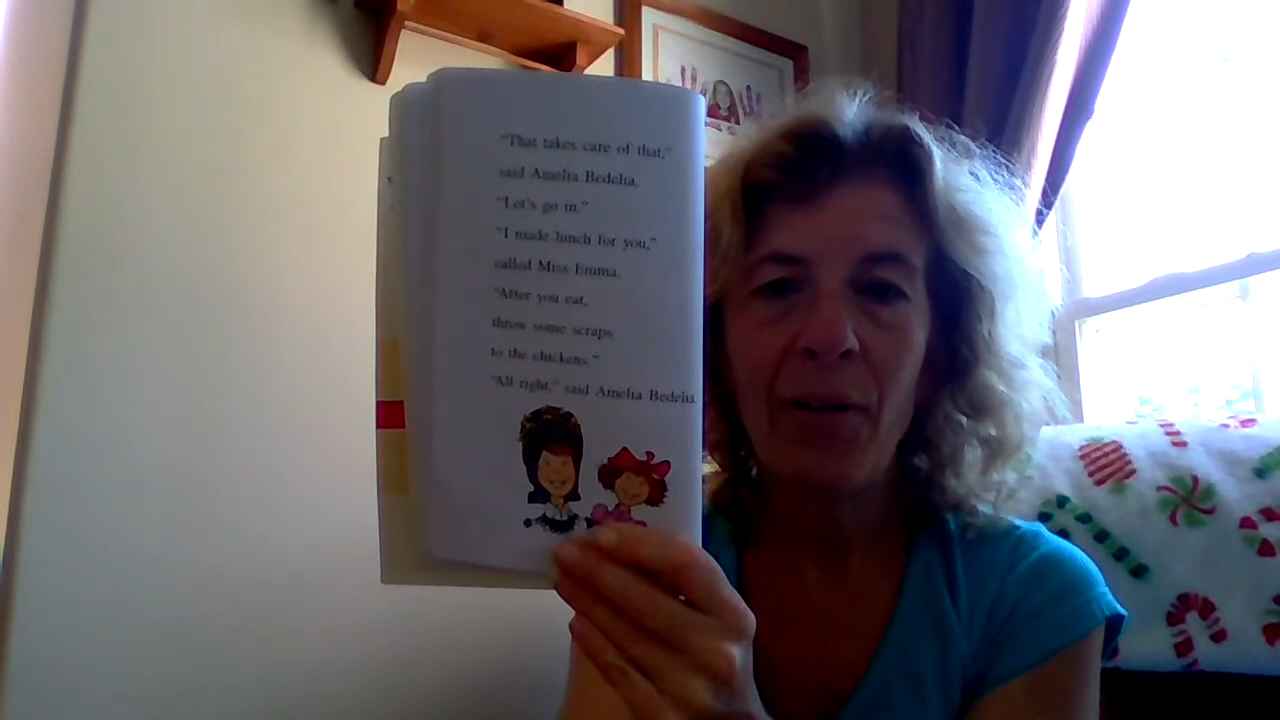 "That takes care of that,"
said Amelia Bedelia.
"Let's go in."
"I made lunch for you,"
called Miss Emma.
"After you eat,
throw some scraps
to the chickens."
"All right," said Amelia Bedelia.